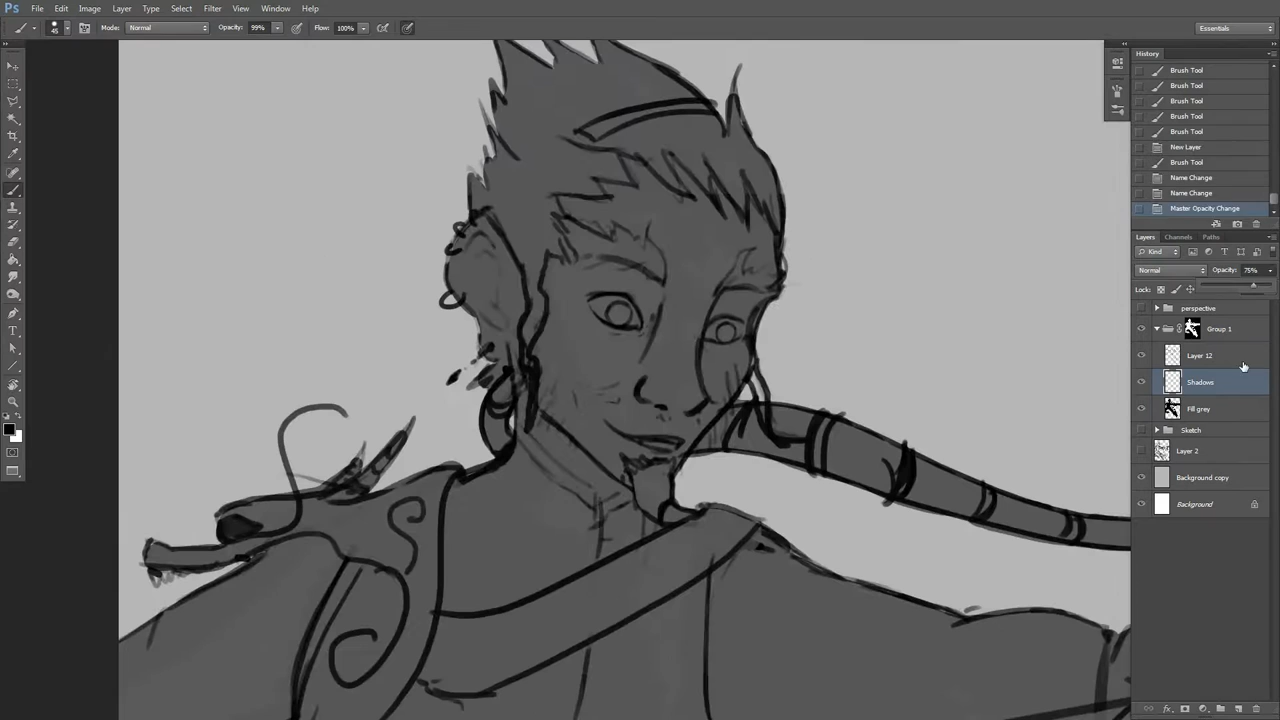 Ps File Edit Image Layer Type Select Filter View Window Help
45 Mode: Normal Opacity: 99% Flow: 100% Essentials
History
Brush Tool
Brush Tool
Brush Tool
Brush Tool
Brush Tool
New Layer
Brush Tool
Name Change
Name Change
Master Opacity Change
Layers Channels Paths
Kind
Normal Opacity: 75%
Lock:
perspective
Group 1
Layer 12
Shadows
Fill grey
Sketch
Layer 2
Background copy
Background
fx